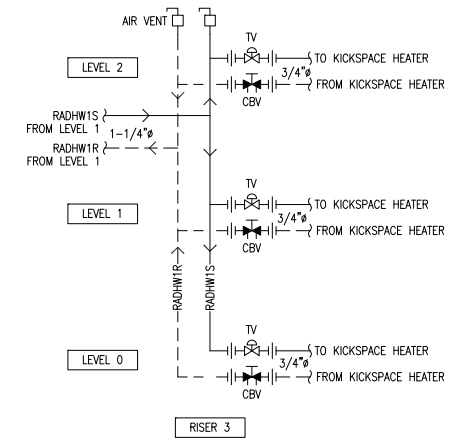 AIR VENT
TV
TO KICKSPACE HEATER
LEVEL 2
3/4"ø
FROM KICKSPACE HEATER
CBV
RADHW1S
FROM LEVEL 1
1-1/4"ø
RADHW1R
FROM LEVEL 1
TV
TO KICKSPACE HEATER
LEVEL 1
3/4"ø
FROM KICKSPACE HEATER
CBV
RADHW1R
RADHW1S
TV
TO KICKSPACE HEATER
LEVEL 0
3/4"ø
FROM KICKSPACE HEATER
CBV
RISER 3